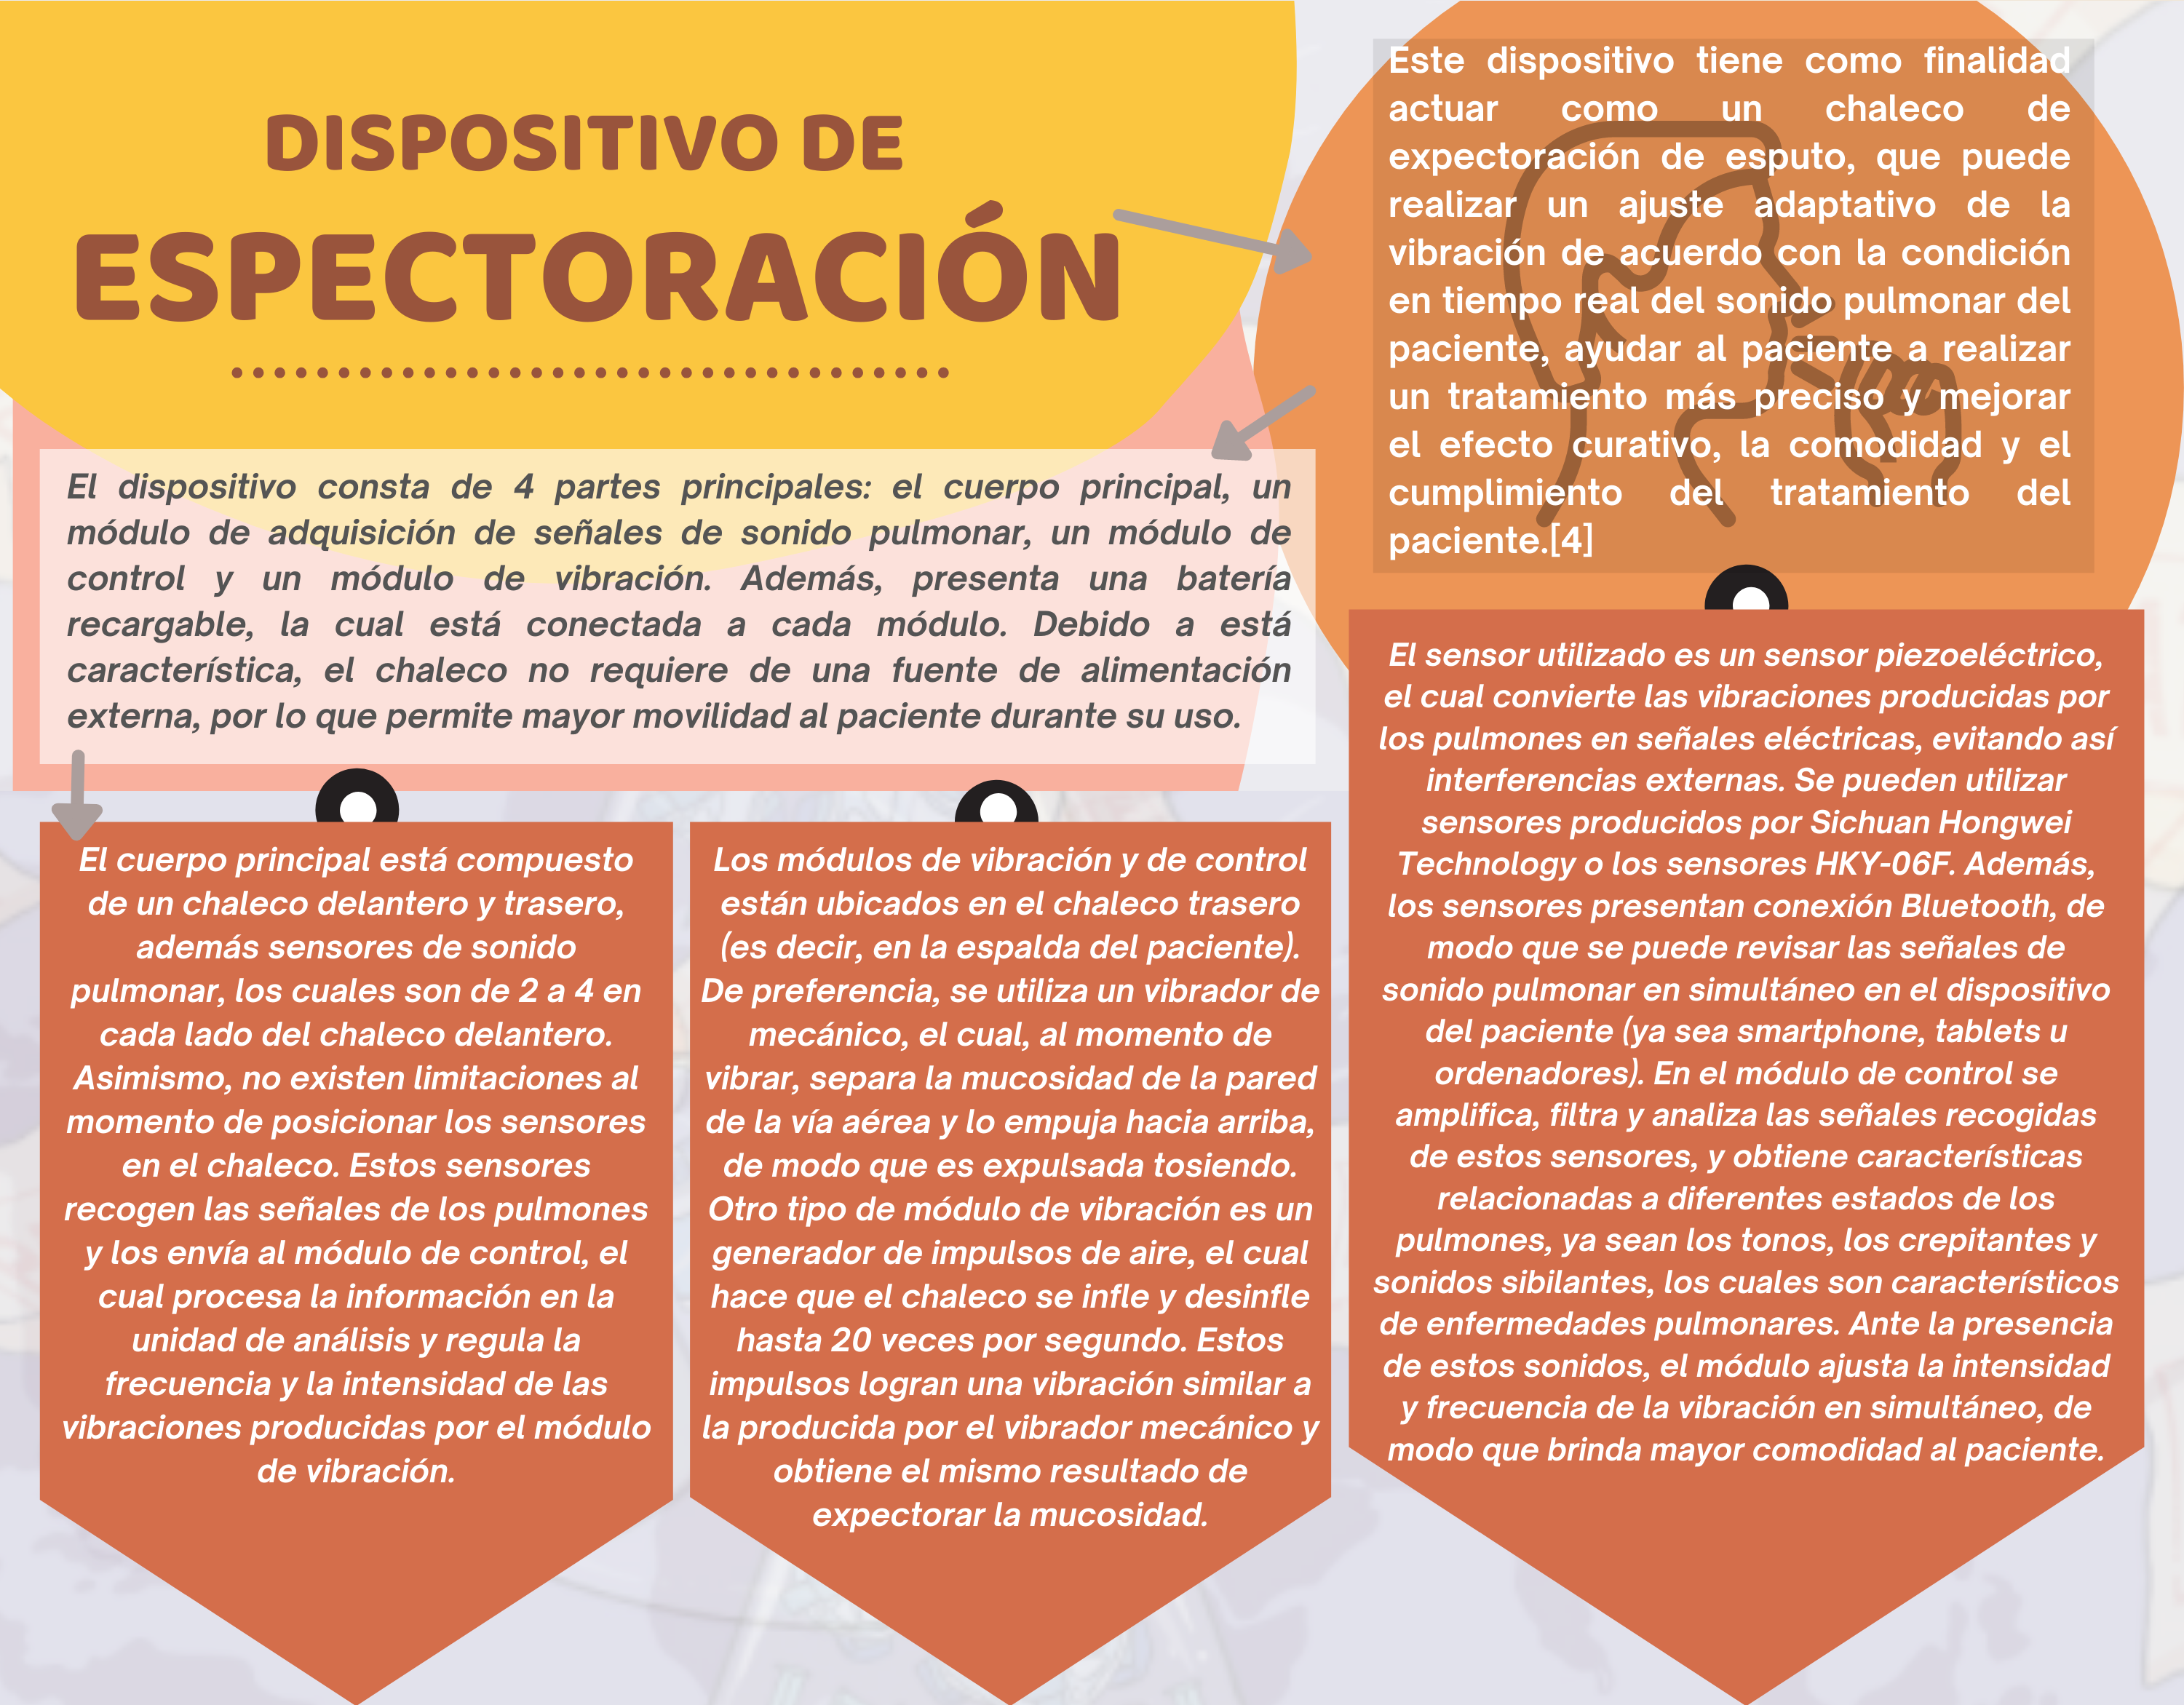 DISPOSITIVO DE
ESPECTORACIÓN
Este dispositivo tiene como finalidad
actuar como un chaleco de
expectoración de esputo, que puede
realizar un ajuste adaptativo de la
vibración de acuerdo con la condición
en tiempo real del sonido pulmonar del
paciente, ayudar al paciente a realizar
un tratamiento más preciso y mejorar
el efecto curativo, la comodidad y el
cumplimiento del tratamiento del
paciente.[4]
El dispositivo consta de 4 partes principales: el cuerpo principal, un
módulo de adquisición de señales de sonido pulmonar, un módulo de
control y un módulo de vibración. Además, presenta una batería
recargable, la cual está conectada a cada módulo. Debido a está
característica, el chaleco no requiere de una fuente de alimentación
externa, por lo que permite mayor movilidad al paciente durante su uso.
El cuerpo principal está compuesto
de un chaleco delantero y trasero,
además sensores de sonido
pulmonar, los cuales son de 2 a 4 en
cada lado del chaleco delantero.
Asimismo, no existen limitaciones al
momento de posicionar los sensores
en el chaleco. Estos sensores
recogen las señales de los pulmones
y los envía al módulo de control, el
cual procesa la información en la
unidad de análisis y regula la
frecuencia y la intensidad de las
vibraciones producidas por el módulo
de vibración.
Los módulos de vibración y de control
están ubicados en el chaleco trasero
(es decir, en la espalda del paciente).
De preferencia, se utiliza un vibrador de
mecánico, el cual, al momento de
vibrar, separa la mucosidad de la pared
de la vía aérea y lo empuja hacia arriba,
de modo que es expulsada tosiendo.
Otro tipo de módulo de vibración es un
generador de impulsos de aire, el cual
hace que el chaleco se infle y desinfle
hasta 20 veces por segundo. Estos
impulsos logran una vibración similar a
la producida por el vibrador mecánico y
obtiene el mismo resultado de
expectorar la mucosidad.
El sensor utilizado es un sensor piezoeléctrico,
el cual convierte las vibraciones producidas por
los pulmones en señales eléctricas, evitando así
interferencias externas. Se pueden utilizar
sensores producidos por Sichuan Hongwei
Technology o los sensores HKY-06F. Además,
los sensores presentan conexión Bluetooth, de
modo que se puede revisar las señales de
sonido pulmonar en simultáneo en el dispositivo
del paciente (ya sea smartphone, tablets u
ordenadores). En el módulo de control se
amplifica, filtra y analiza las señales recogidas
de estos sensores, y obtiene características
relacionadas a diferentes estados de los
pulmones, ya sean los tonos, los crepitantes y
sonidos sibilantes, los cuales son característicos
de enfermedades pulmonares. Ante la presencia
de estos sonidos, el módulo ajusta la intensidad
y frecuencia de la vibración en simultáneo, de
modo que brinda mayor comodidad al paciente.